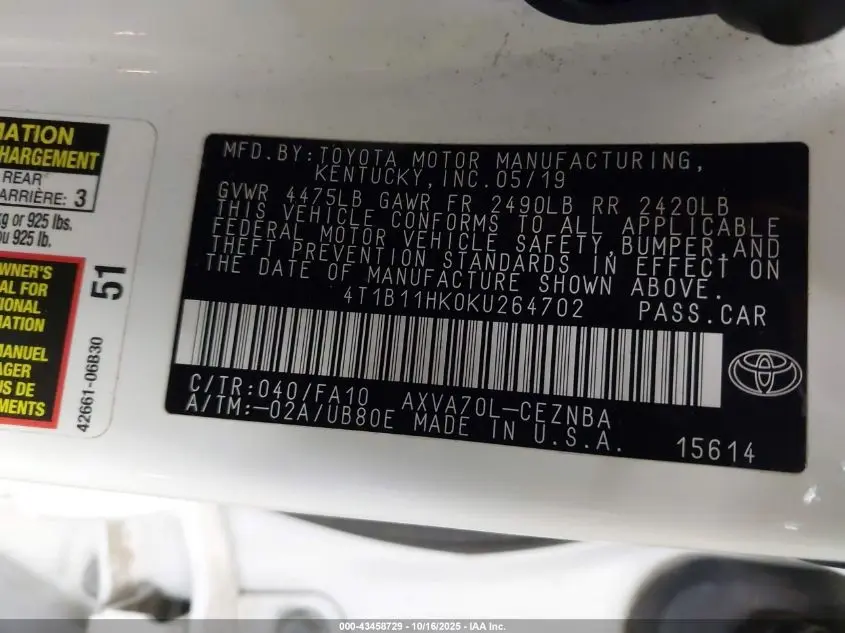 MATION
HARGEMENT
REAR
ARRIÈRE: 3
kg or 925 lbs.
ou 925 lb.
OWNER'S
AL FOR
IONAL
MATION
MANUEL
AGER
US DE
MENTS
51
42661-06B30
MFD.BY:TOYOTA MOTOR MANUFACTURING,
KENTUCKY,INC.05/19
GVWR 4475LB GAWR FR 2490LB RR 2420LB
THIS VEHICLE CONFORMS TO ALL APPLICABLE
FEDERAL MOTOR VEHICLE SAFETY,BUMPER,AND
THEFT PREVENTION STANDARDS IN EFFECT ON
THE DATE OF MANUFACTURE SHOWN ABOVE.
4T1B11HK0KU264702 PASS.CAR
C/TR:040/FA10 AXVA70L-CEZNBA
A/TM:-02A/UB80E MADE IN U.S.A. 15614
000-43458729 - 10/16/2025 - IAA Inc.